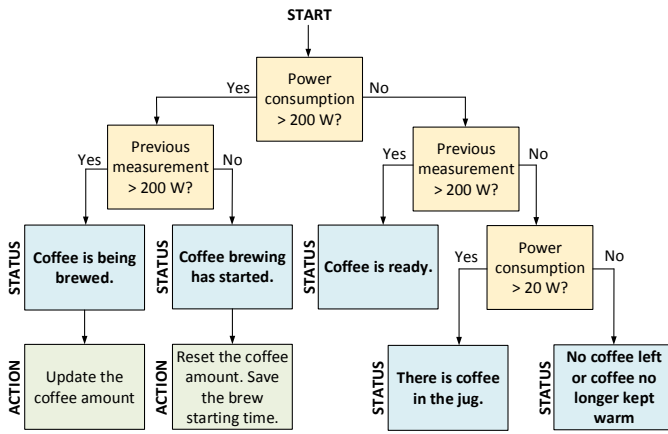 START
Power
consumption
> 200 W?
Yes
No
Previous
measurement
> 200 W?
Yes
No
Previous
measurement
> 200 W?
Yes
No
STATUS
Coffee is being
brewed.
STATUS
Coffee brewing
has started.
STATUS
Coffee is ready.
Power
consumption
> 20 W?
Yes
No
ACTION
Update the
coffee amount
ACTION
Reset the coffee
amount. Save
the brew
starting time.
STATUS
There is coffee
in the jug.
STATUS
No coffee left
or coffee no
longer kept
warm